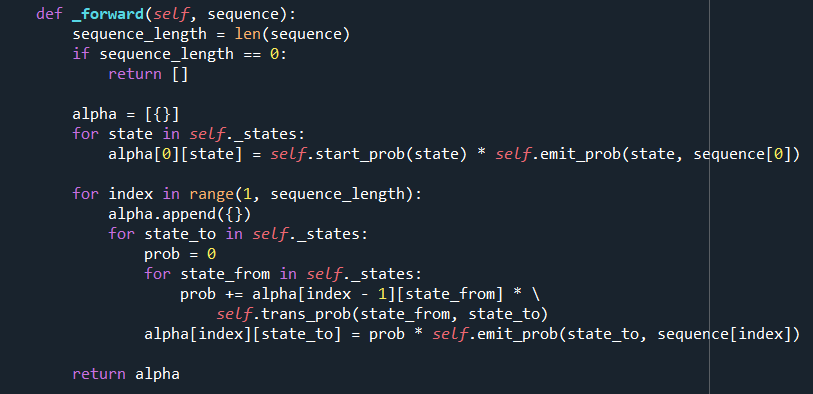 def _forward(self, sequence):
sequence_length = len(sequence)
if sequence_length == 0:
return []
alpha = [{}]
for state in self._states:
alpha[0][state] = self.start_prob(state) * self.emit_prob(state, sequence[0])
for index in range(1, sequence_length):
alpha.append({})
for state_to in self._states:
prob = 0
for state_from in self._states:
prob += alpha[index - 1][state_from] * \
self.trans_prob(state_from, state_to)
alpha[index][state_to] = prob * self.emit_prob(state_to, sequence[index])
return alpha